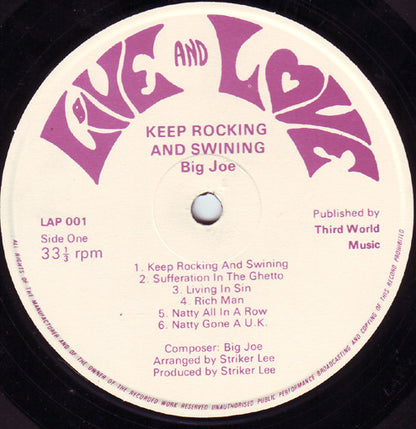 LIVE AND LOVE
KEEP ROCKING
AND SWINING
Big Joe
LAP 001
Side One
33⅓ rpm
Published by
Third World
Music
1. Keep Rocking And Swining
2. Sufferation In The Ghetto
3. Living In Sin
4. Rich Man
5. Natty All In A Row
6. Natty Gone A U.K.
Composer: Big Joe
Arranged by Striker Lee
Produced by Striker Lee
ALL RIGHTS OF THE MANUFACTURER AND OF THE OWNER OF THE RECORDED WORK RESERVED UNAUTHORISED PUBLIC PERFORMANCE BROADCASTING AND COPYING OF THIS RECORD PROHIBITED